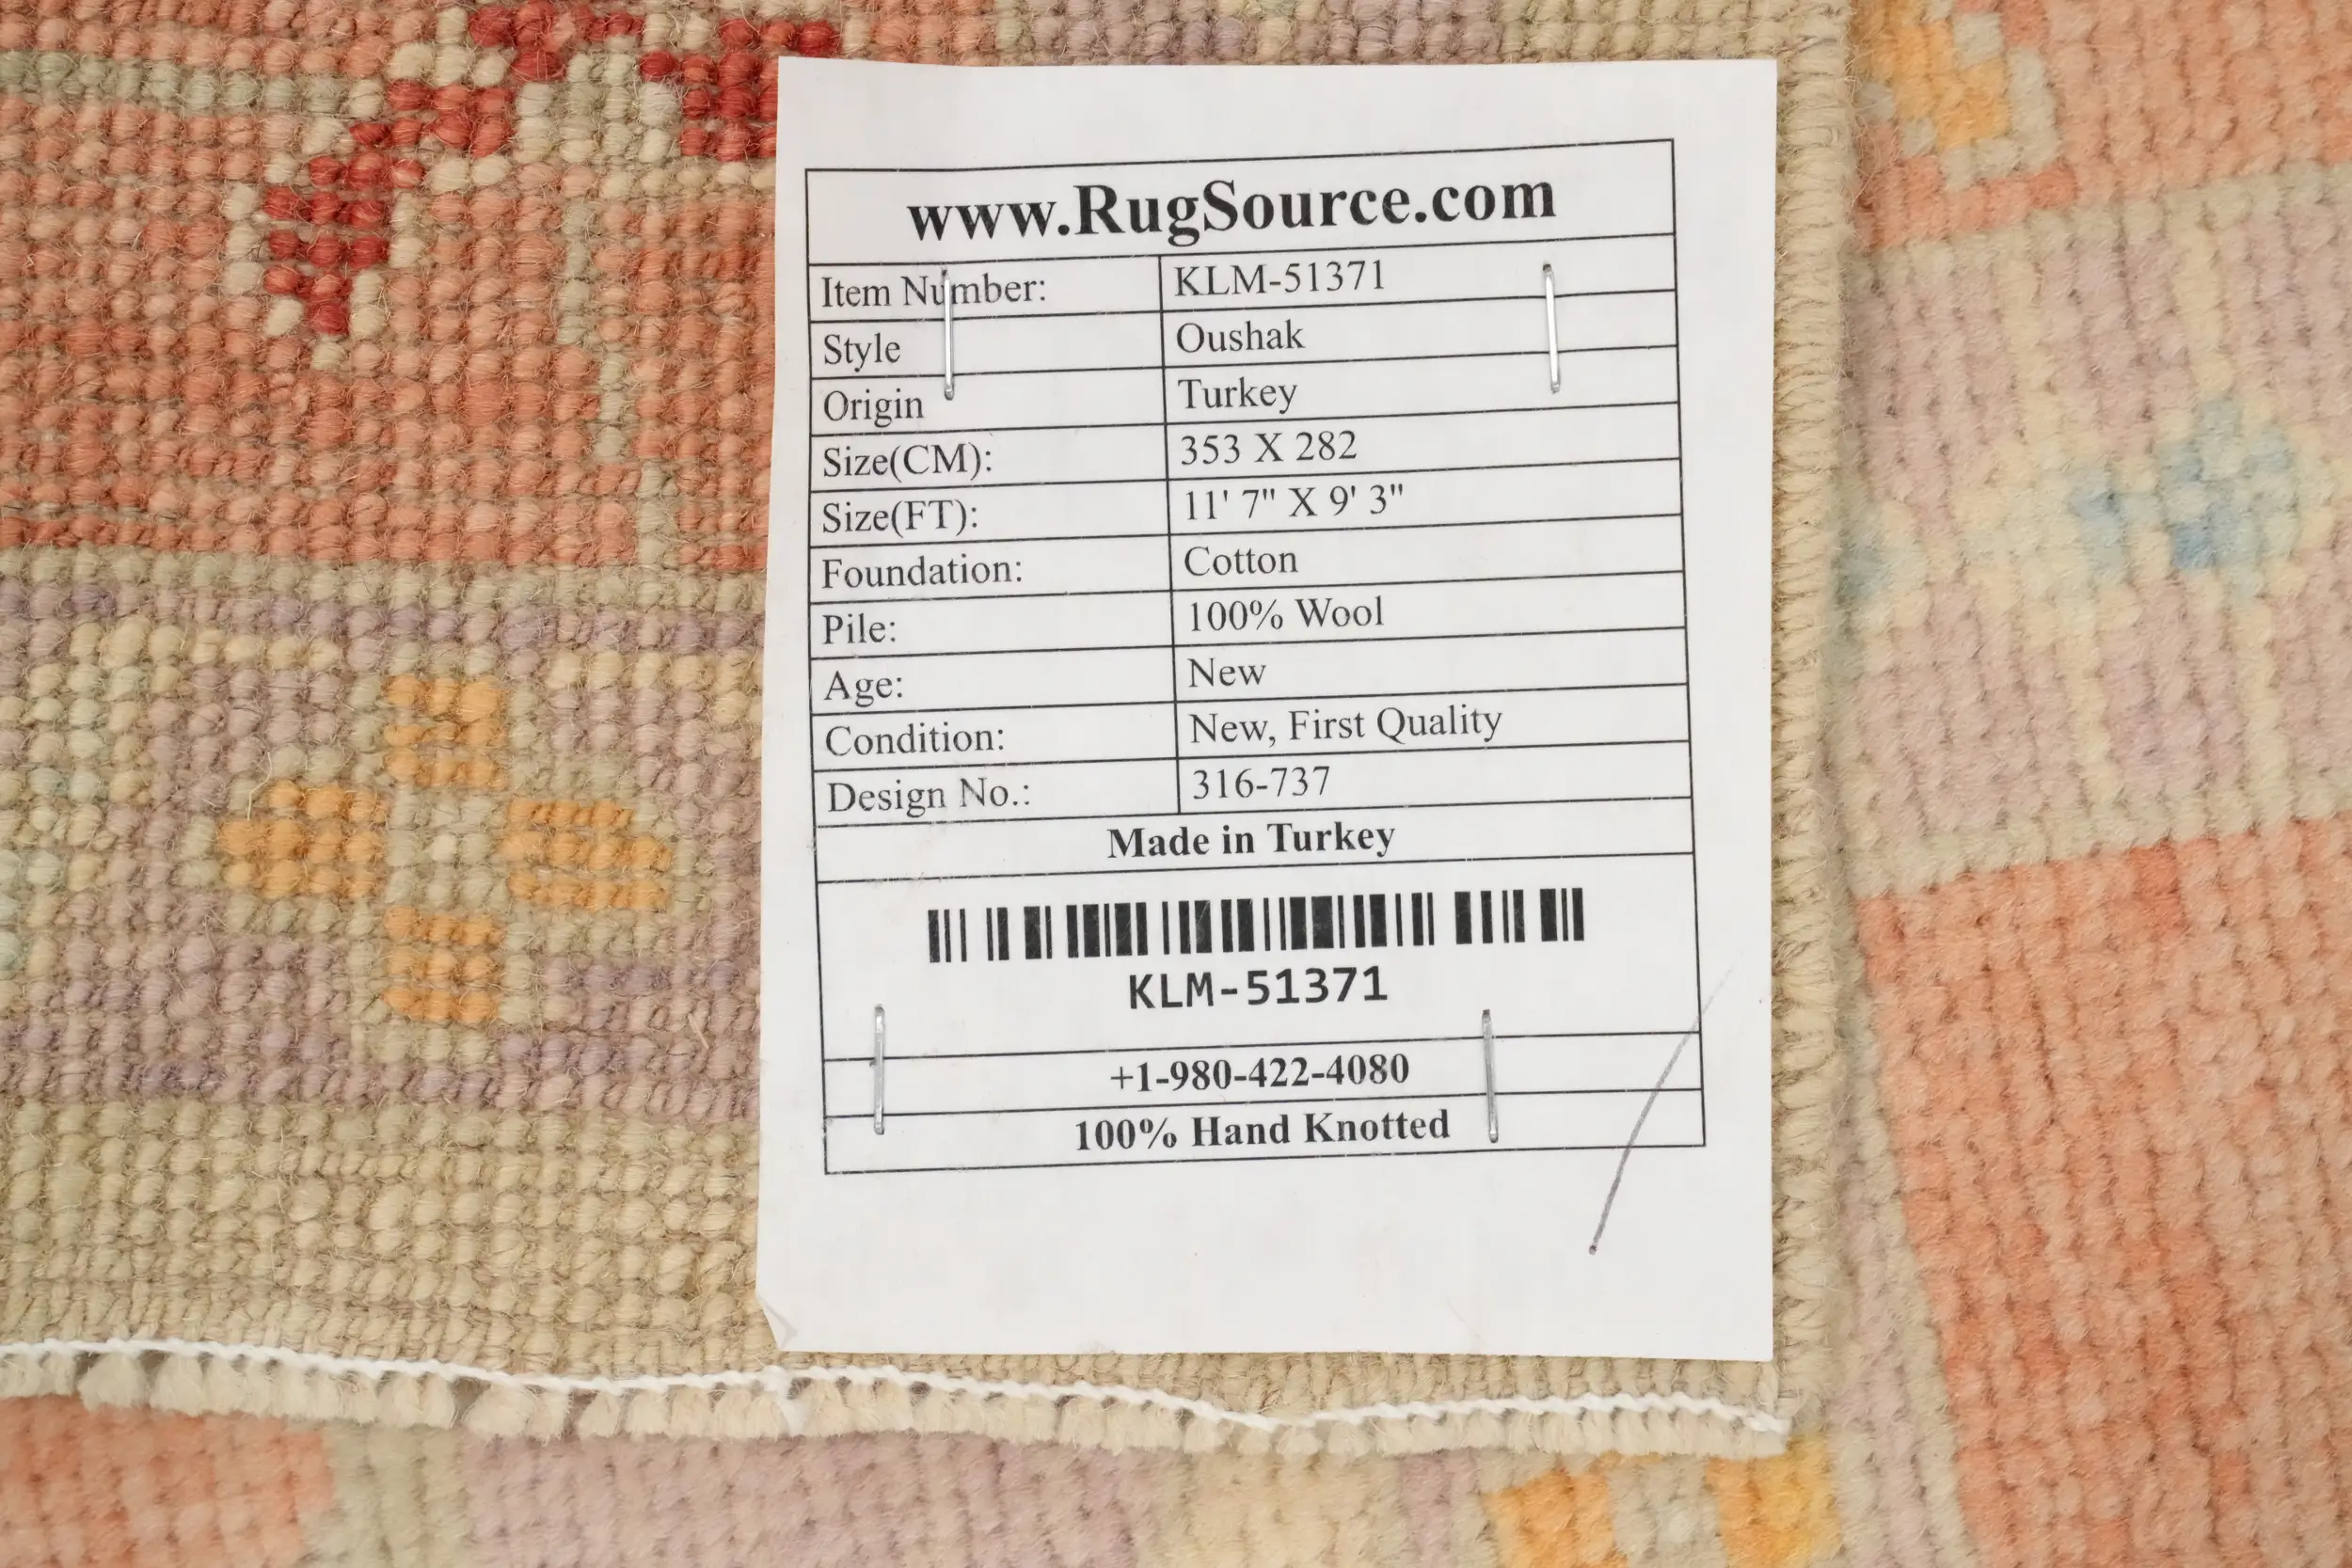 www.RugSource.com
Item Number: KLM-51371
Style Oushak
Origin Turkey
Size(CM): 353 X 282
Size(FT): 11' 7" X 9' 3"
Foundation: Cotton
Pile: 100% Wool
Age: New
Condition: New, First Quality
Design No.: 316-737
Made in Turkey
KLM-51371
+1-980-422-4080
100% Hand Knotted